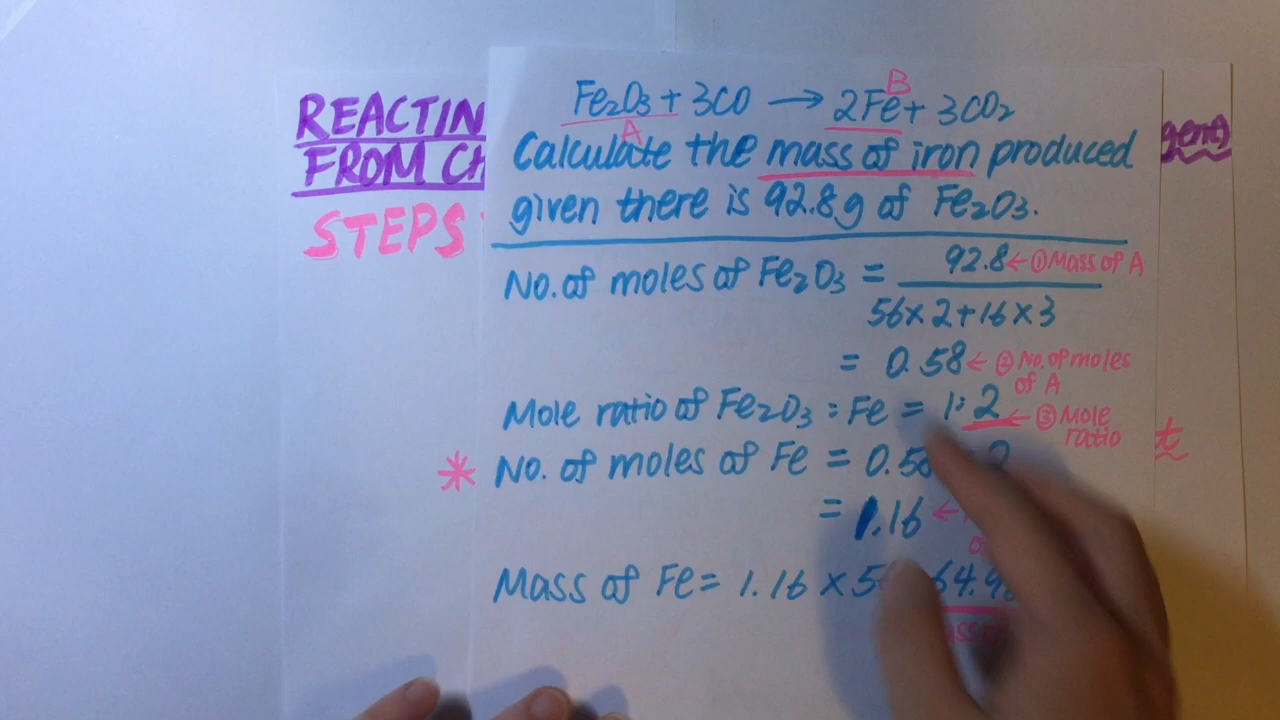 REACTIN
FROM CH
STEPS
gent)
Fe₂O₃ + 3CO → 2Fe + 3CO₂
A
B
Calculate the mass of iron produced
given there is 92.8g of Fe₂O₃.
No. of moles of Fe₂O₃ = 92.8 ← ① Mass of A
56×2+16×3
= 0.58 ← ② No. of moles
of A
Mole ratio of Fe₂O₃ : Fe = 1:2 ← ③ Mole
ratio
* No. of moles of Fe = 0.58 2
= 1.16 ←
Mass of Fe = 1.16 × 5 64.9